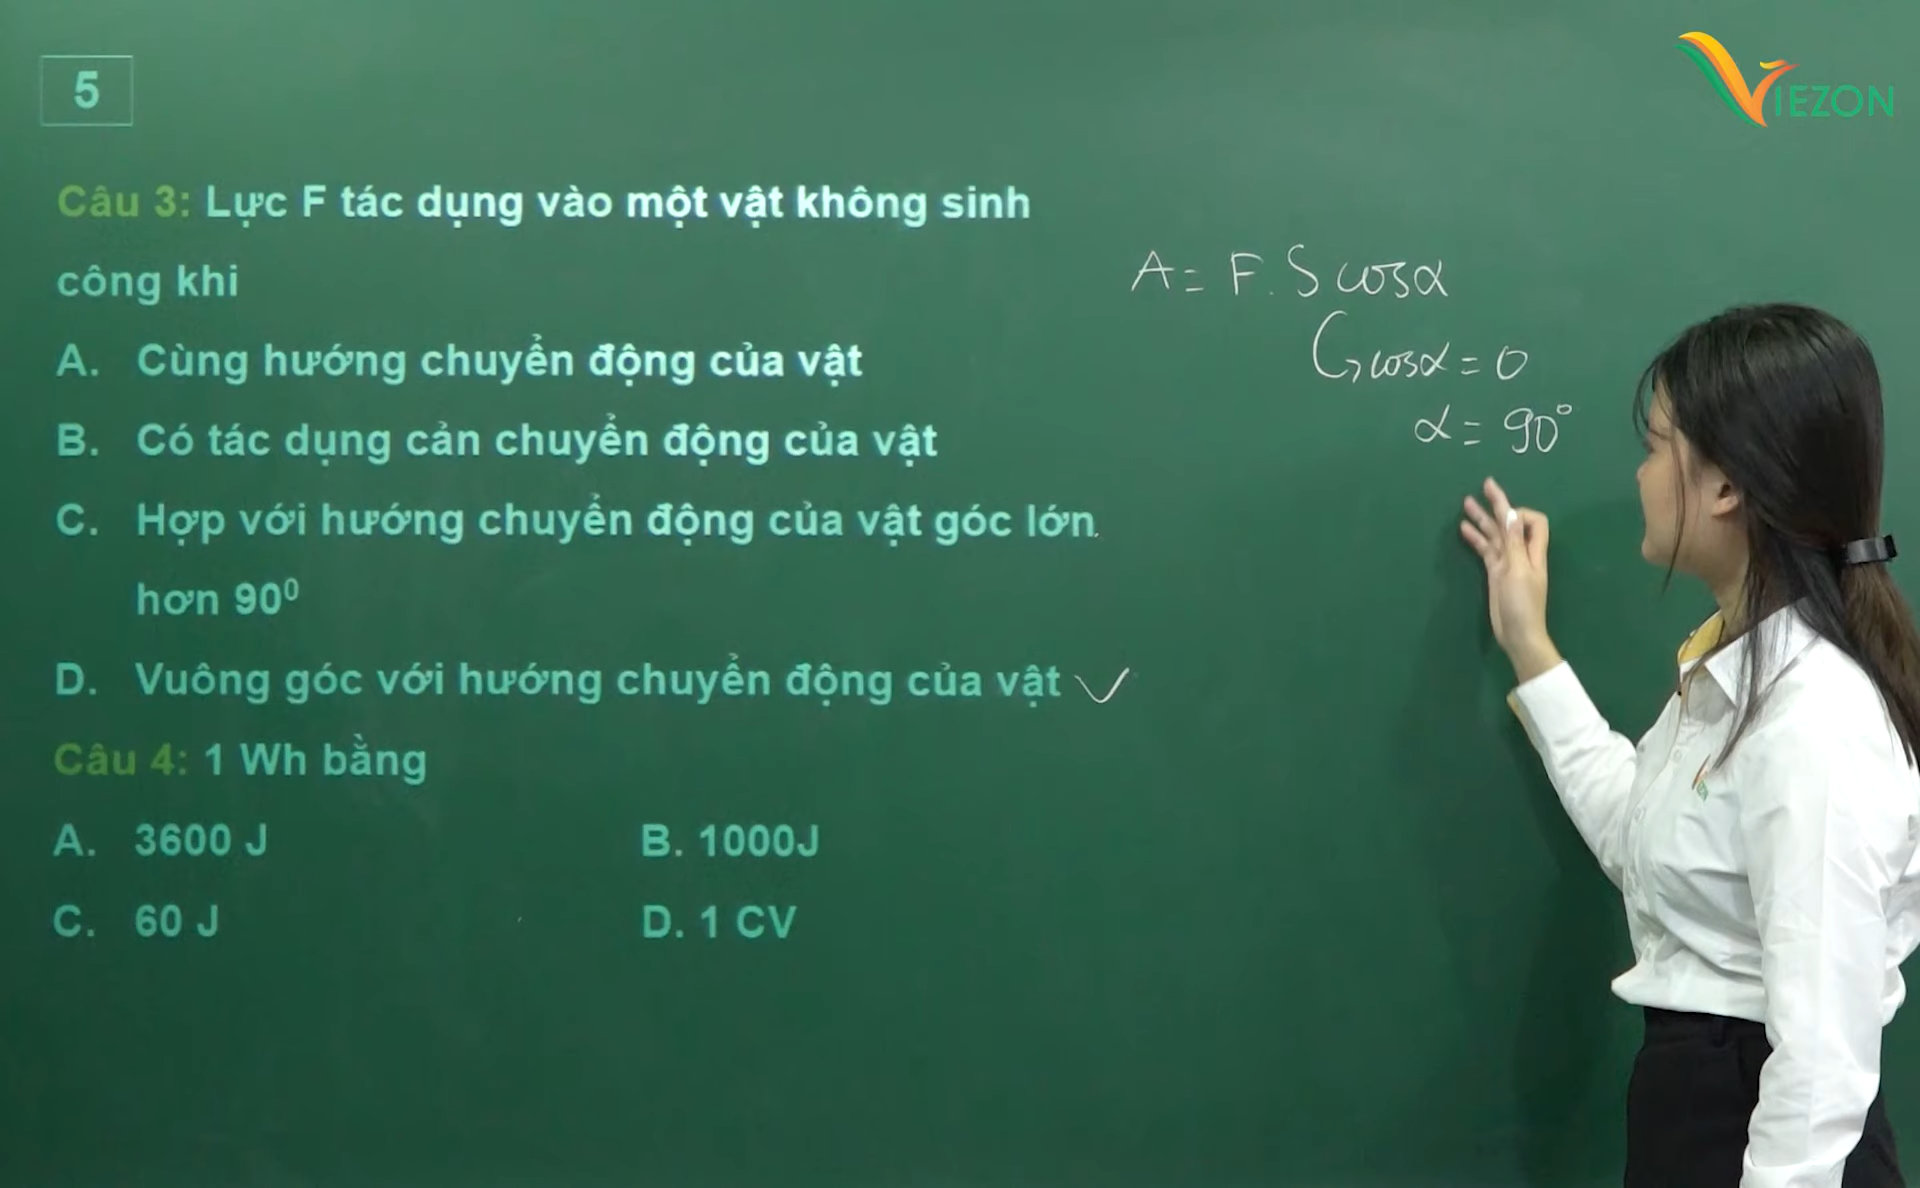 5
VIEZON
Câu 3: Lực F tác dụng vào một vật không sinh
công khi
A. Cùng hướng chuyển động của vật
B. Có tác dụng cản chuyển động của vật
C. Hợp với hướng chuyển động của vật góc lớn
hơn 90⁰
D. Vuông góc với hướng chuyển động của vật ✓
Câu 4: 1 Wh bằng
A. 3600 J B. 1000J
C. 60 J D. 1 CV
A = F. S cosα
cosα = 0
α = 90°